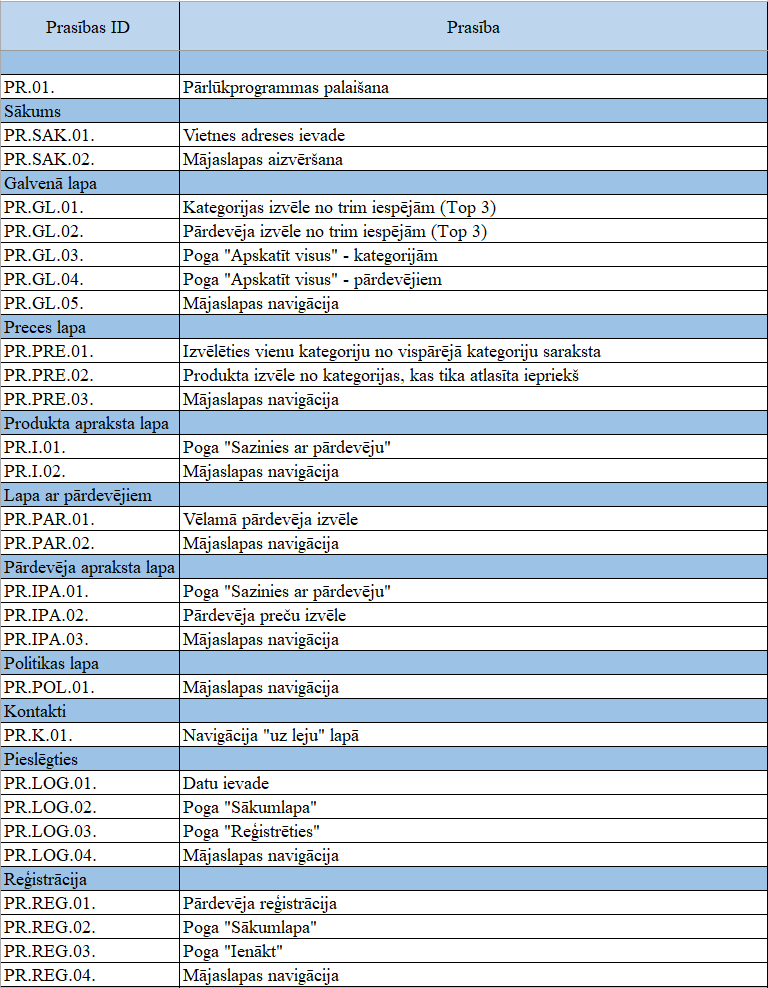 Prasības ID Prasība
PR.01. Pārlūkprogrammas palaišana
Sākums
PR.SAK.01. Vietnes adreses ievade
PR.SAK.02. Mājaslapas aizvēršana
Galvenā lapa
PR.GL.01. Kategorijas izvēle no trim iespējām (Top 3)
PR.GL.02. Pārdevēja izvēle no trim iespējām (Top 3)
PR.GL.03. Poga "Apskatīt visus" - kategorijām
PR.GL.04. Poga "Apskatīt visus" - pārdevējiem
PR.GL.05. Mājaslapas navigācija
Preces lapa
PR.PRE.01. Izvēlēties vienu kategoriju no vispārējā kategoriju saraksta
PR.PRE.02. Produkta izvēle no kategorijas, kas tika atlasīta iepriekš
PR.PRE.03. Mājaslapas navigācija
Produkta apraksta lapa
PR.I.01. Poga "Sazinies ar pārdevēju"
PR.I.02. Mājaslapas navigācija
Lapa ar pārdevējiem
PR.PAR.01. Vēlamā pārdevēja izvēle
PR.PAR.02. Mājaslapas navigācija
Pārdevēja apraksta lapa
PR.IPA.01. Poga "Sazinies ar pārdevēju"
PR.IPA.02. Pārdevēja preču izvēle
PR.IPA.03. Mājaslapas navigācija
Politikas lapa
PR.POL.01. Mājaslapas navigācija
Kontakti
PR.K.01. Navigācija "uz leju" lapā
Pieslēgties
PR.LOG.01. Datu ievade
PR.LOG.02. Poga "Sākumlapa"
PR.LOG.03. Poga "Reģistrēties"
PR.LOG.04. Mājaslapas navigācija
Reģistrācija
PR.REG.01. Pārdevēja reģistrācija
PR.REG.02. Poga "Sākumlapa"
PR.REG.03. Poga "Ienākt"
PR.REG.04. Mājaslapas navigācija